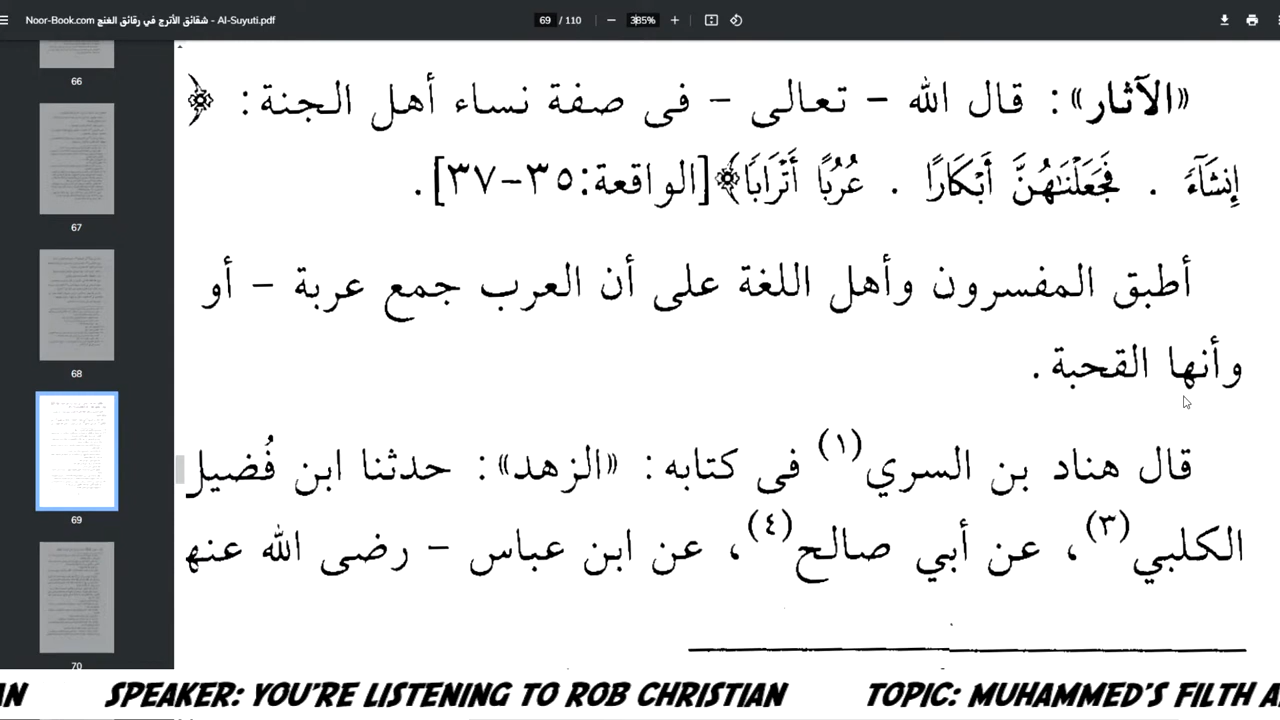 Noor-Book.com شقائق الأترج في رقائق الغنج - Al-Suyuti.pdf
69 / 110
385%
66
67
68
69
70
«الآثار»: قال الله – تعالى – فى صفة نساء أهل الجنة: ﴿
إِنشَآءً . فَجَعَلْنَٰهُنَّ أَبْكَارًا . عُرُبًا أَتْرَابًا﴾[الواقعة:٣٥–٣٧].
أطبق المفسرون وأهل اللغة على أن العرب جمع عربة – أو
وأنها القحبة.
قال هناد بن السري(١) فى كتابه: «الزهد»: حدثنا ابن فُضيل
الكلبي(٣)، عن أبي صالح(٤)، عن ابن عباس – رضى الله عنه
AN SPEAKER: YOU'RE LISTENING TO ROB CHRISTIAN TOPIC: MUHAMMED'S FILTH A